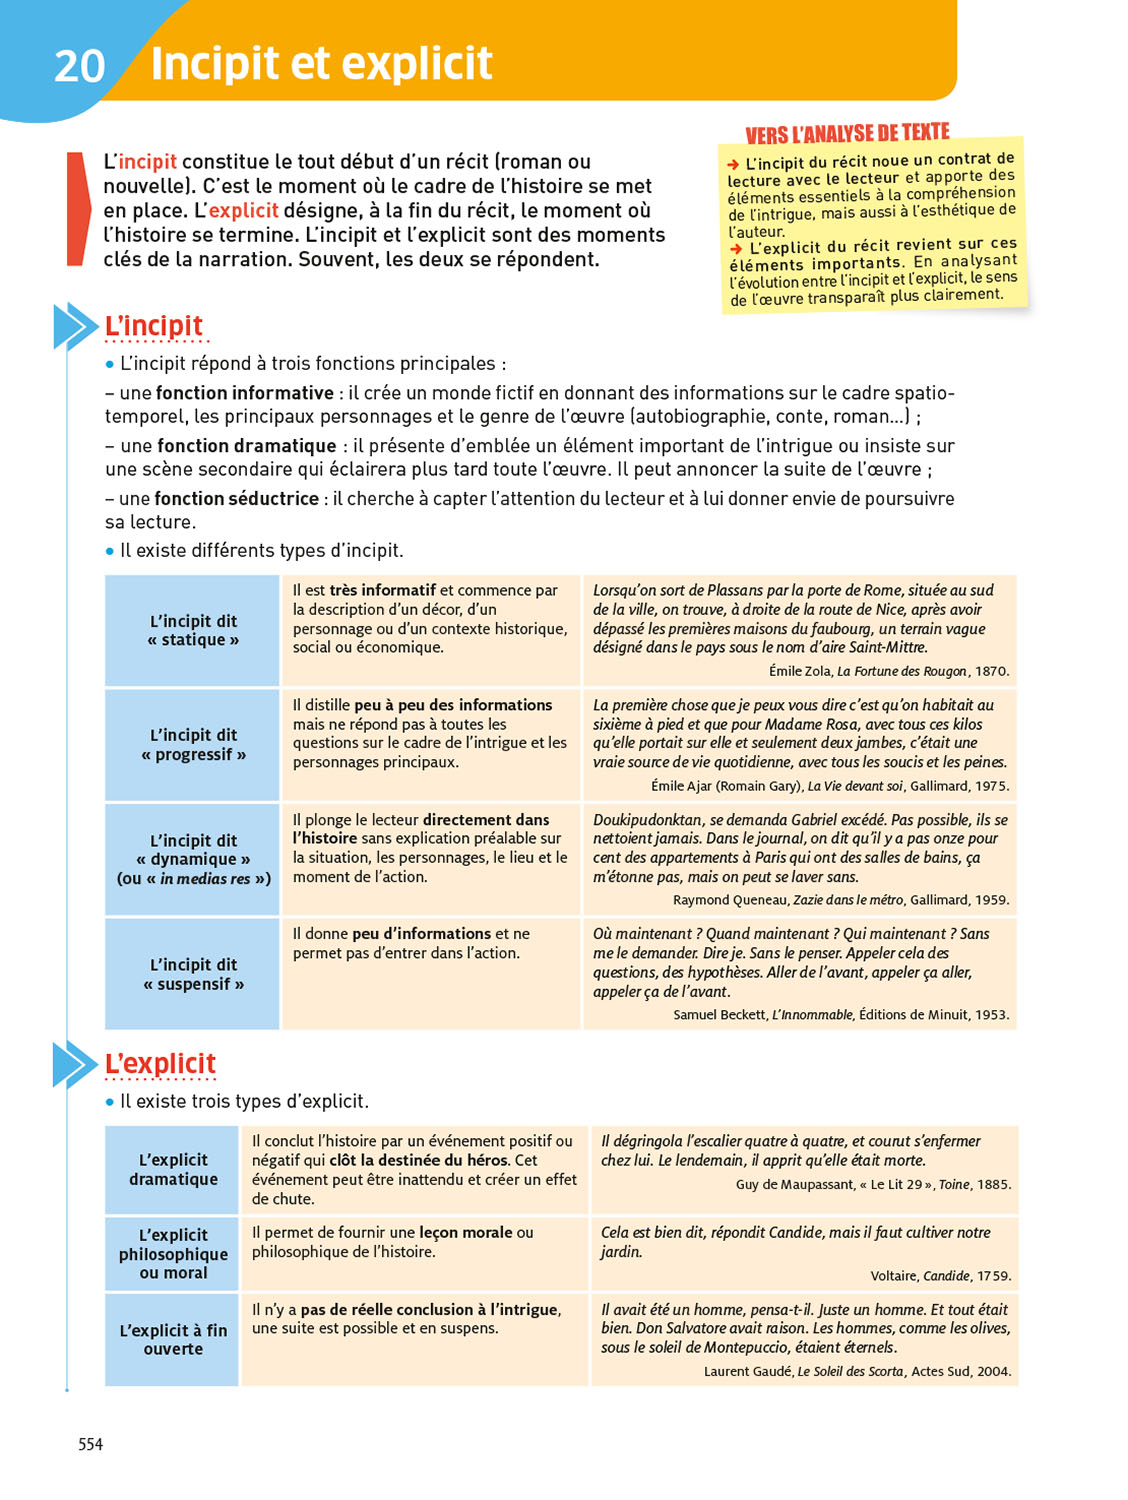 20
Incipit et explicit
L’incipit constitue le tout début d’un récit (roman ou
nouvelle). C’est le moment où le cadre de l’histoire se met
en place. L’explicit désigne, à la fin du récit, le moment où
l’histoire se termine. L’incipit et l’explicit sont des moments
clés de la narration. Souvent, les deux se répondent.
VERS L’ANALYSE DE TEXTE
➔ L’incipit du récit noue un contrat de
lecture avec le lecteur et apporte des
éléments essentiels à la compréhension
de l’intrigue, mais aussi à l’esthétique de
l’auteur.
➔ L’explicit du récit revient sur ces
éléments importants. En analysant
l’évolution entre l’incipit et l’explicit, le sens
de l’œuvre transparaît plus clairement.
L’incipit
• L’incipit répond à trois fonctions principales :
– une fonction informative : il crée un monde fictif en donnant des informations sur le cadre spatio-
temporel, les principaux personnages et le genre de l’œuvre (autobiographie, conte, roman…) ;
– une fonction dramatique : il présente d’emblée un élément important de l’intrigue ou insiste sur
une scène secondaire qui éclairera plus tard toute l’œuvre. Il peut annoncer la suite de l’œuvre ;
– une fonction séductrice : il cherche à capter l’attention du lecteur et à lui donner envie de poursuivre
sa lecture.
• Il existe différents types d’incipit.
L’incipit dit
« statique »
Il est très informatif et commence par
la description d’un décor, d’un
personnage ou d’un contexte historique,
social ou économique.
Lorsqu’on sort de Plassans par la porte de Rome, située au sud
de la ville, on trouve, à droite de la route de Nice, après avoir
dépassé les premières maisons du faubourg, un terrain vague
désigné dans le pays sous le nom d’aire Saint-Mittre.
Émile Zola, La Fortune des Rougon, 1870.
L’incipit dit
« progressif »
Il distille peu à peu des informations
mais ne répond pas à toutes les
questions sur le cadre de l’intrigue et les
personnages principaux.
La première chose que je peux vous dire c’est qu’on habitait au
sixième à pied et que pour Madame Rosa, avec tous ces kilos
qu’elle portait sur elle et seulement deux jambes, c’était une
vraie source de vie quotidienne, avec tous les soucis et les peines.
Émile Ajar (Romain Gary), La Vie devant soi, Gallimard, 1975.
L’incipit dit
« dynamique »
(ou « in medias res »)
Il plonge le lecteur directement dans
l’histoire sans explication préalable sur
la situation, les personnages, le lieu et le
moment de l’action.
Doukipudonktan, se demanda Gabriel excédé. Pas possible, ils se
nettoient jamais. Dans le journal, on dit qu’il y a pas onze pour
cent des appartements à Paris qui ont des salles de bains, ça
m’étonne pas, mais on peut se laver sans.
Raymond Queneau, Zazie dans le métro, Gallimard, 1959.
L’incipit dit
« suspensif »
Il donne peu d’informations et ne
permet pas d’entrer dans l’action.
Où maintenant ? Quand maintenant ? Qui maintenant ? Sans
me le demander. Dire je. Sans le penser. Appeler cela des
questions, des hypothèses. Aller de l’avant, appeler ça aller,
appeler ça de l’avant.
Samuel Beckett, L’Innommable, Éditions de Minuit, 1953.
L’explicit
• Il existe trois types d’explicit.
L’explicit
dramatique
Il conclut l’histoire par un événement positif ou
négatif qui clôt la destinée du héros. Cet
événement peut être inattendu et créer un effet
de chute.
Il dégringola l’escalier quatre à quatre, et courut s’enfermer
chez lui. Le lendemain, il apprit qu’elle était morte.
Guy de Maupassant, « Le Lit 29 », Toine, 1885.
L’explicit
philosophique
ou moral
Il permet de fournir une leçon morale ou
philosophique de l’histoire.
Cela est bien dit, répondit Candide, mais il faut cultiver notre
jardin.
Voltaire, Candide, 1759.
L’explicit à fin
ouverte
Il n’y a pas de réelle conclusion à l’intrigue,
une suite est possible et en suspens.
Il avait été un homme, pensa-t-il. Juste un homme. Et tout était
bien. Don Salvatore avait raison. Les hommes, comme les olives,
sous le soleil de Montepuccio, étaient éternels.
Laurent Gaudé, Le Soleil des Scorta, Actes Sud, 2004.
554